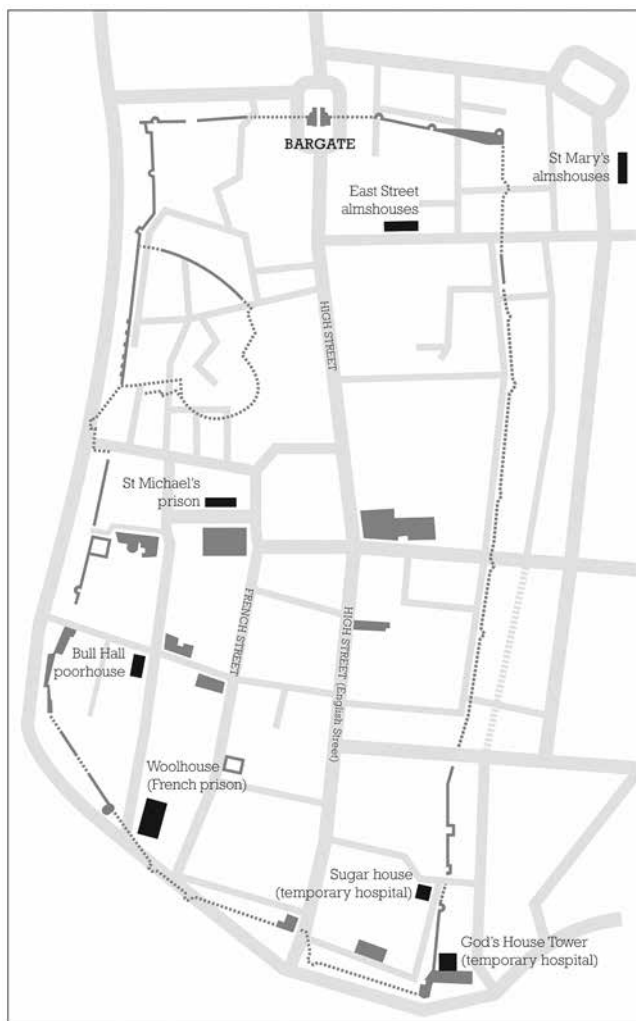 BARGATE
St Mary's
almshouses
East Street
almshouses
HIGH STREET
St Michael's
prison
FRENCH STREET
HIGH STREET (English Street)
Bull Hall
poorhouse
Woolhouse
(French prison)
Sugar house
(temporary hospital)
God's House Tower
(temporary hospital)